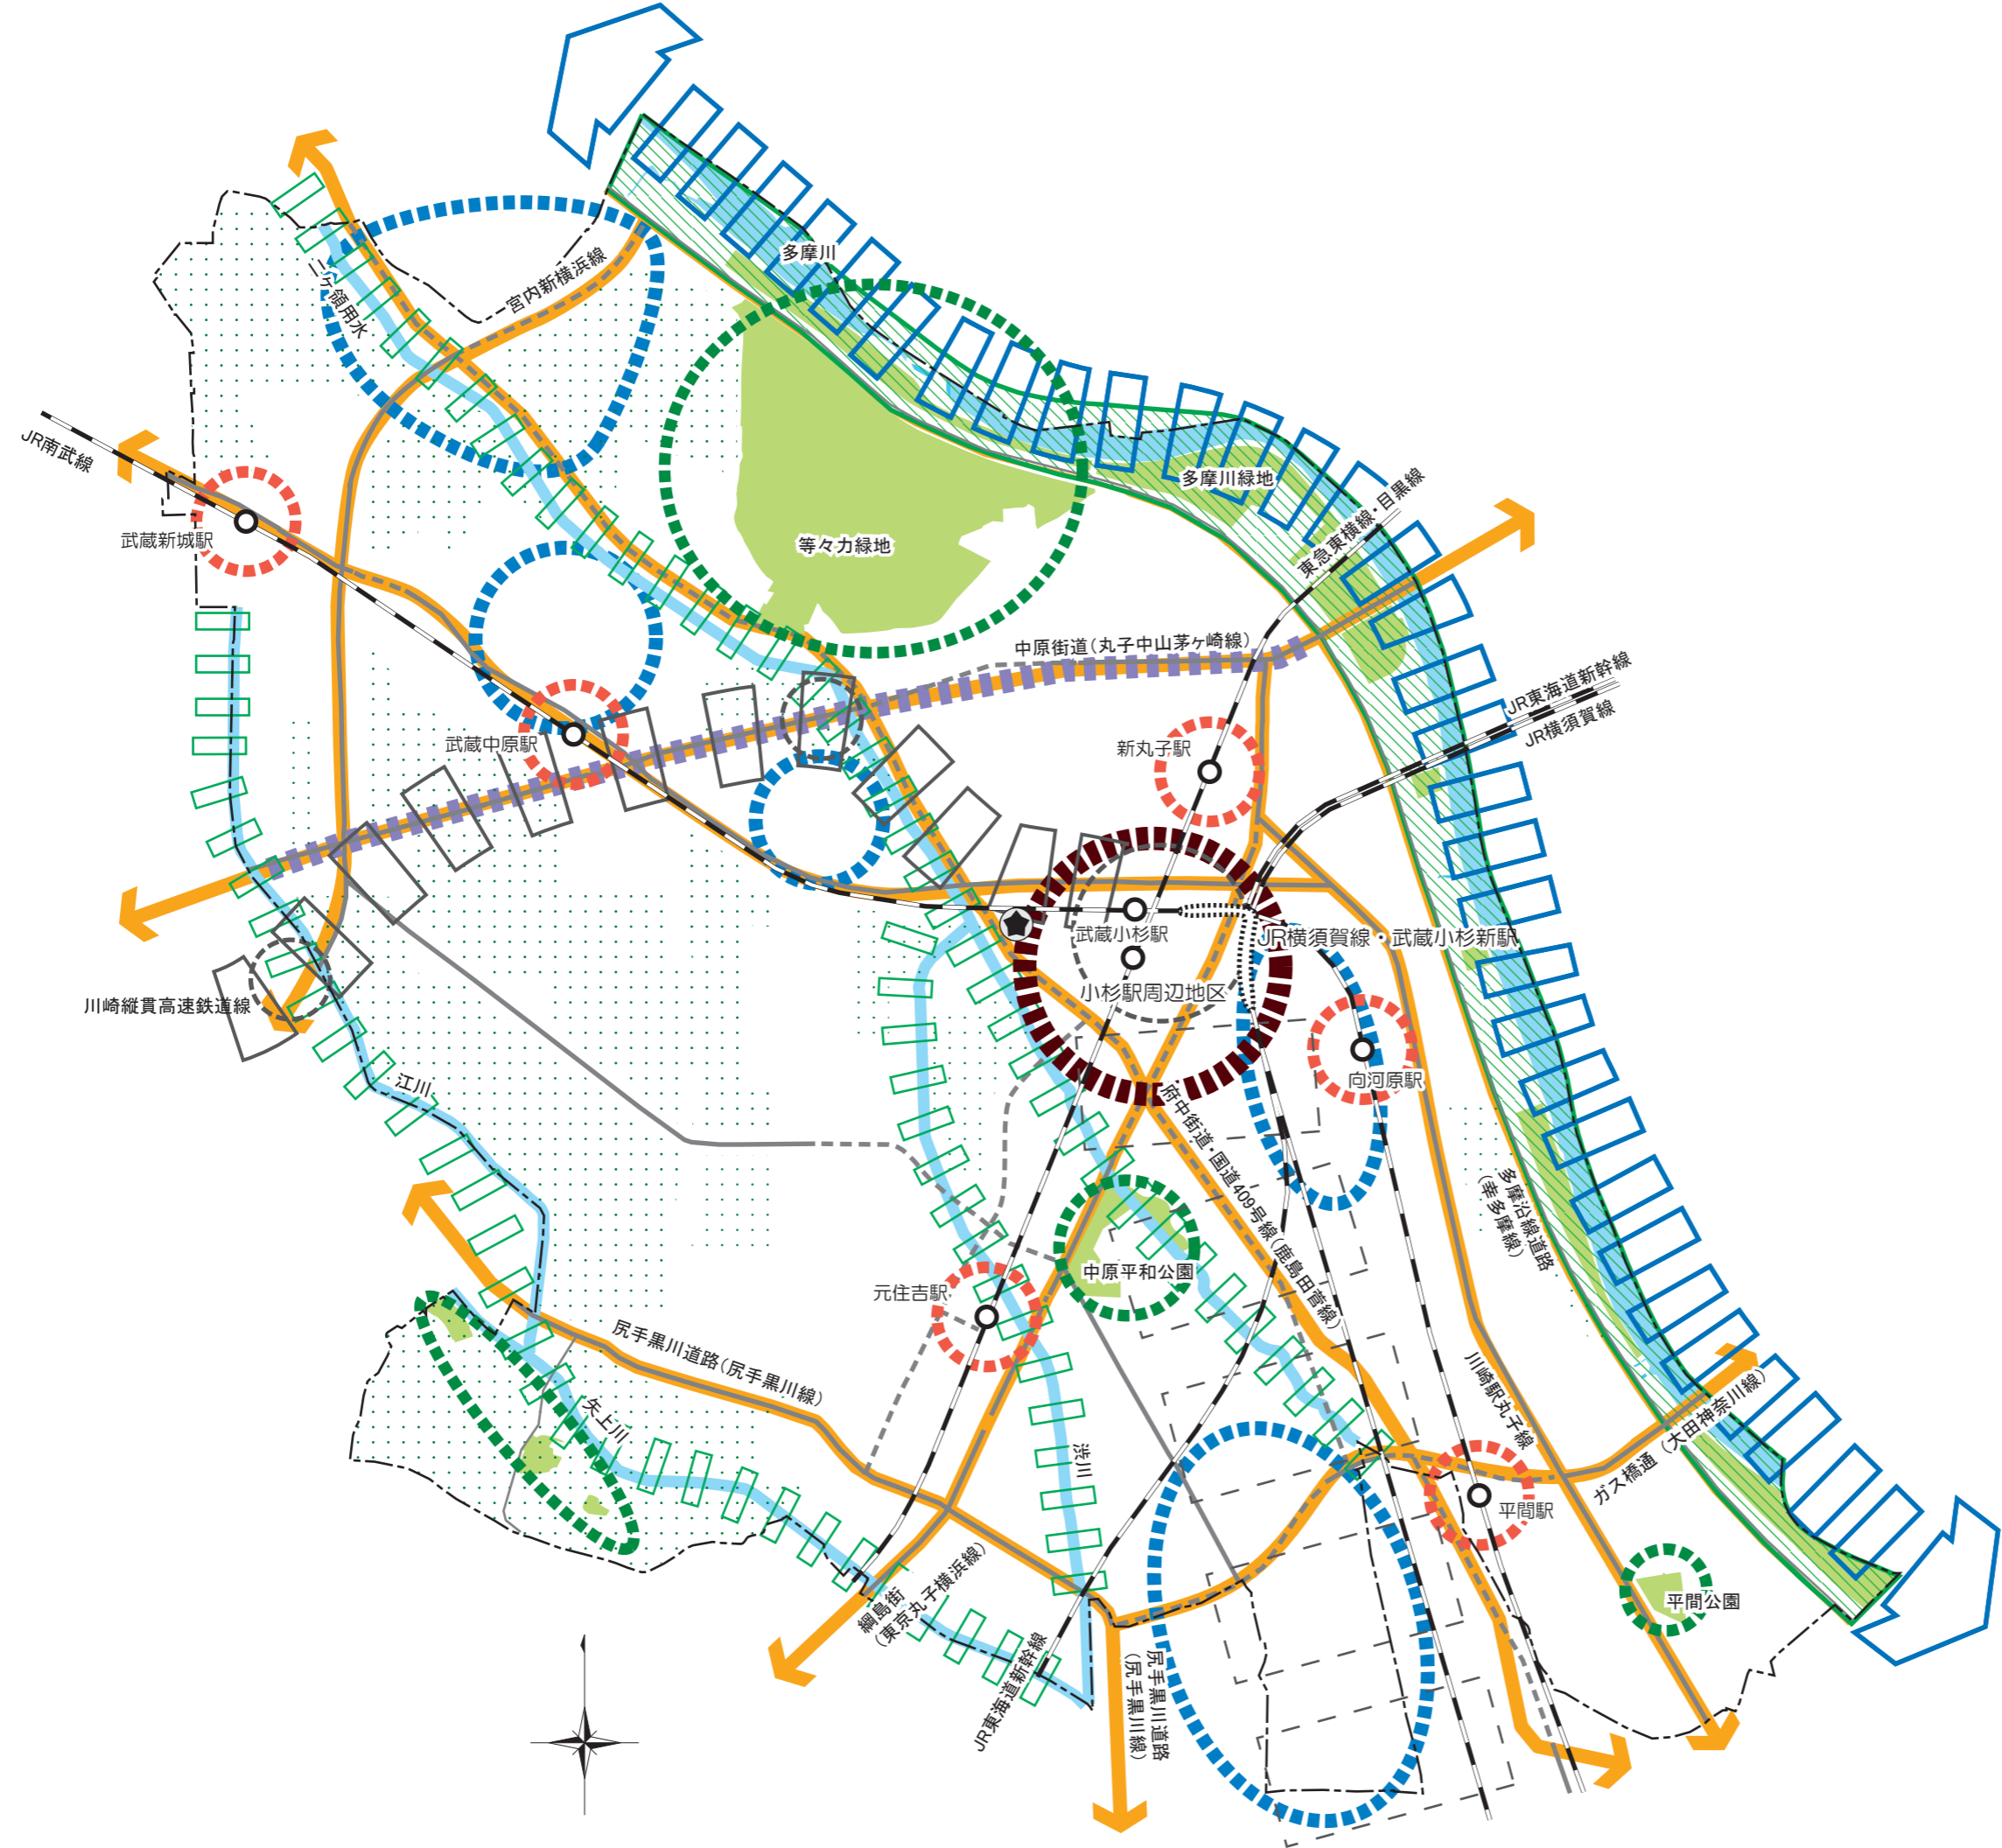 多摩川
宮内新横浜線
二ヶ領用水
JR南武線
多摩川緑地
東急東横線・目黒線
武蔵新城駅
等々力緑地
中原街道(丸子中山茅ヶ崎線)
JR東海道新幹線
JR横須賀線
武蔵中原駅
新丸子駅
武蔵小杉駅
JR横須賀線・武蔵小杉新駅
小杉駅周辺地区
川崎縦貫高速鉄道線
江川
向河原駅
府中街道・国道409号線(鹿島田菅線)
多摩沿線道路
(幸多摩線)
中原平和公園
元住吉駅
尻手黒川道路(尻手黒川線)
川崎駅丸子線
ガス橋通(大田神奈川線)
矢上川
渋川
平間駅
綱島街
(東京丸子横浜線)
平間公園
JR東海道新幹線
尻手黒川道路
(尻手黒川線)